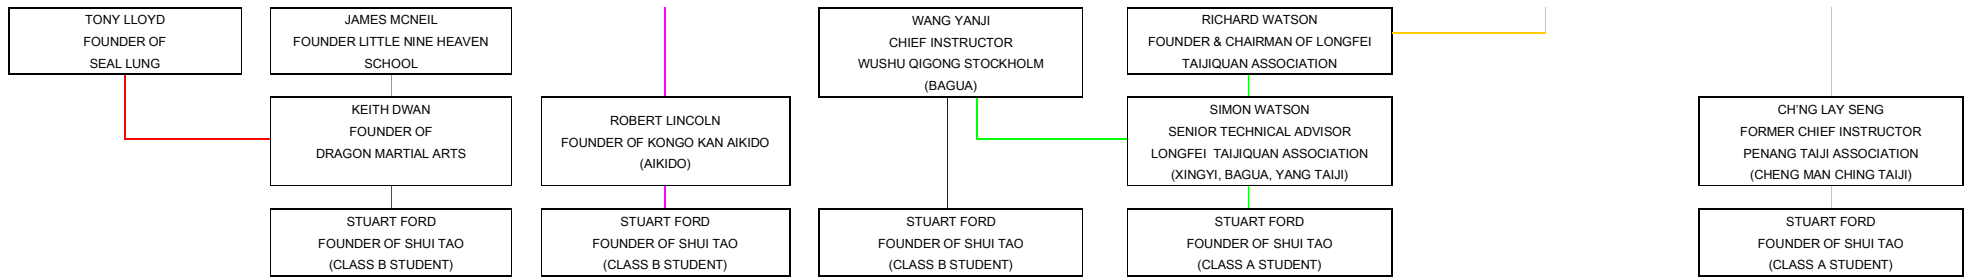 TONY LLOYD
FOUNDER OF
SEAL LUNG
JAMES MCNEIL
FOUNDER LITTLE NINE HEAVEN
SCHOOL
WANG YANJI
CHIEF INSTRUCTOR
WUSHU QIGONG STOCKHOLM
(BAGUA)
RICHARD WATSON
FOUNDER & CHAIRMAN OF LONGFEI
TAIJIQUAN ASSOCIATION
KEITH DWAN
FOUNDER OF
DRAGON MARTIAL ARTS
ROBERT LINCOLN
FOUNDER OF KONGO KAN AIKIDO
(AIKIDO)
SIMON WATSON
SENIOR TECHNICAL ADVISOR
LONGFEI TAIJIQUAN ASSOCIATION
(XINGYI, BAGUA, YANG TAIJI)
CH'NG LAY SENG
FORMER CHIEF INSTRUCTOR
PENANG TAIJI ASSOCIATION
(CHENG MAN CHING TAIJI)
STUART FORD
FOUNDER OF SHUI TAO
(CLASS B STUDENT)
STUART FORD
FOUNDER OF SHUI TAO
(CLASS B STUDENT)
STUART FORD
FOUNDER OF SHUI TAO
(CLASS B STUDENT)
STUART FORD
FOUNDER OF SHUI TAO
(CLASS A STUDENT)
STUART FORD
FOUNDER OF SHUI TAO
(CLASS A STUDENT)